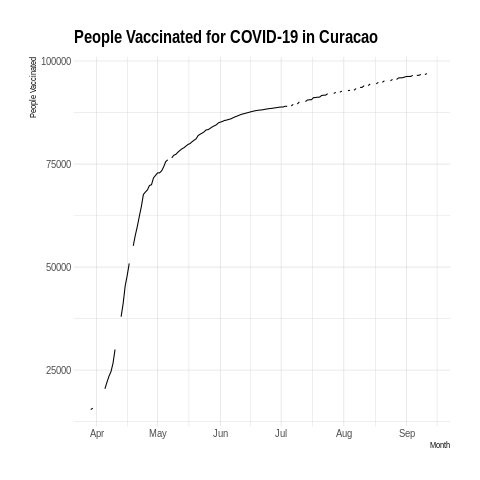 People Vaccinated for COVID-19 in Curacao
People Vaccinated
100000
75000
50000
25000
Apr May Jun Jul Aug Sep
Month